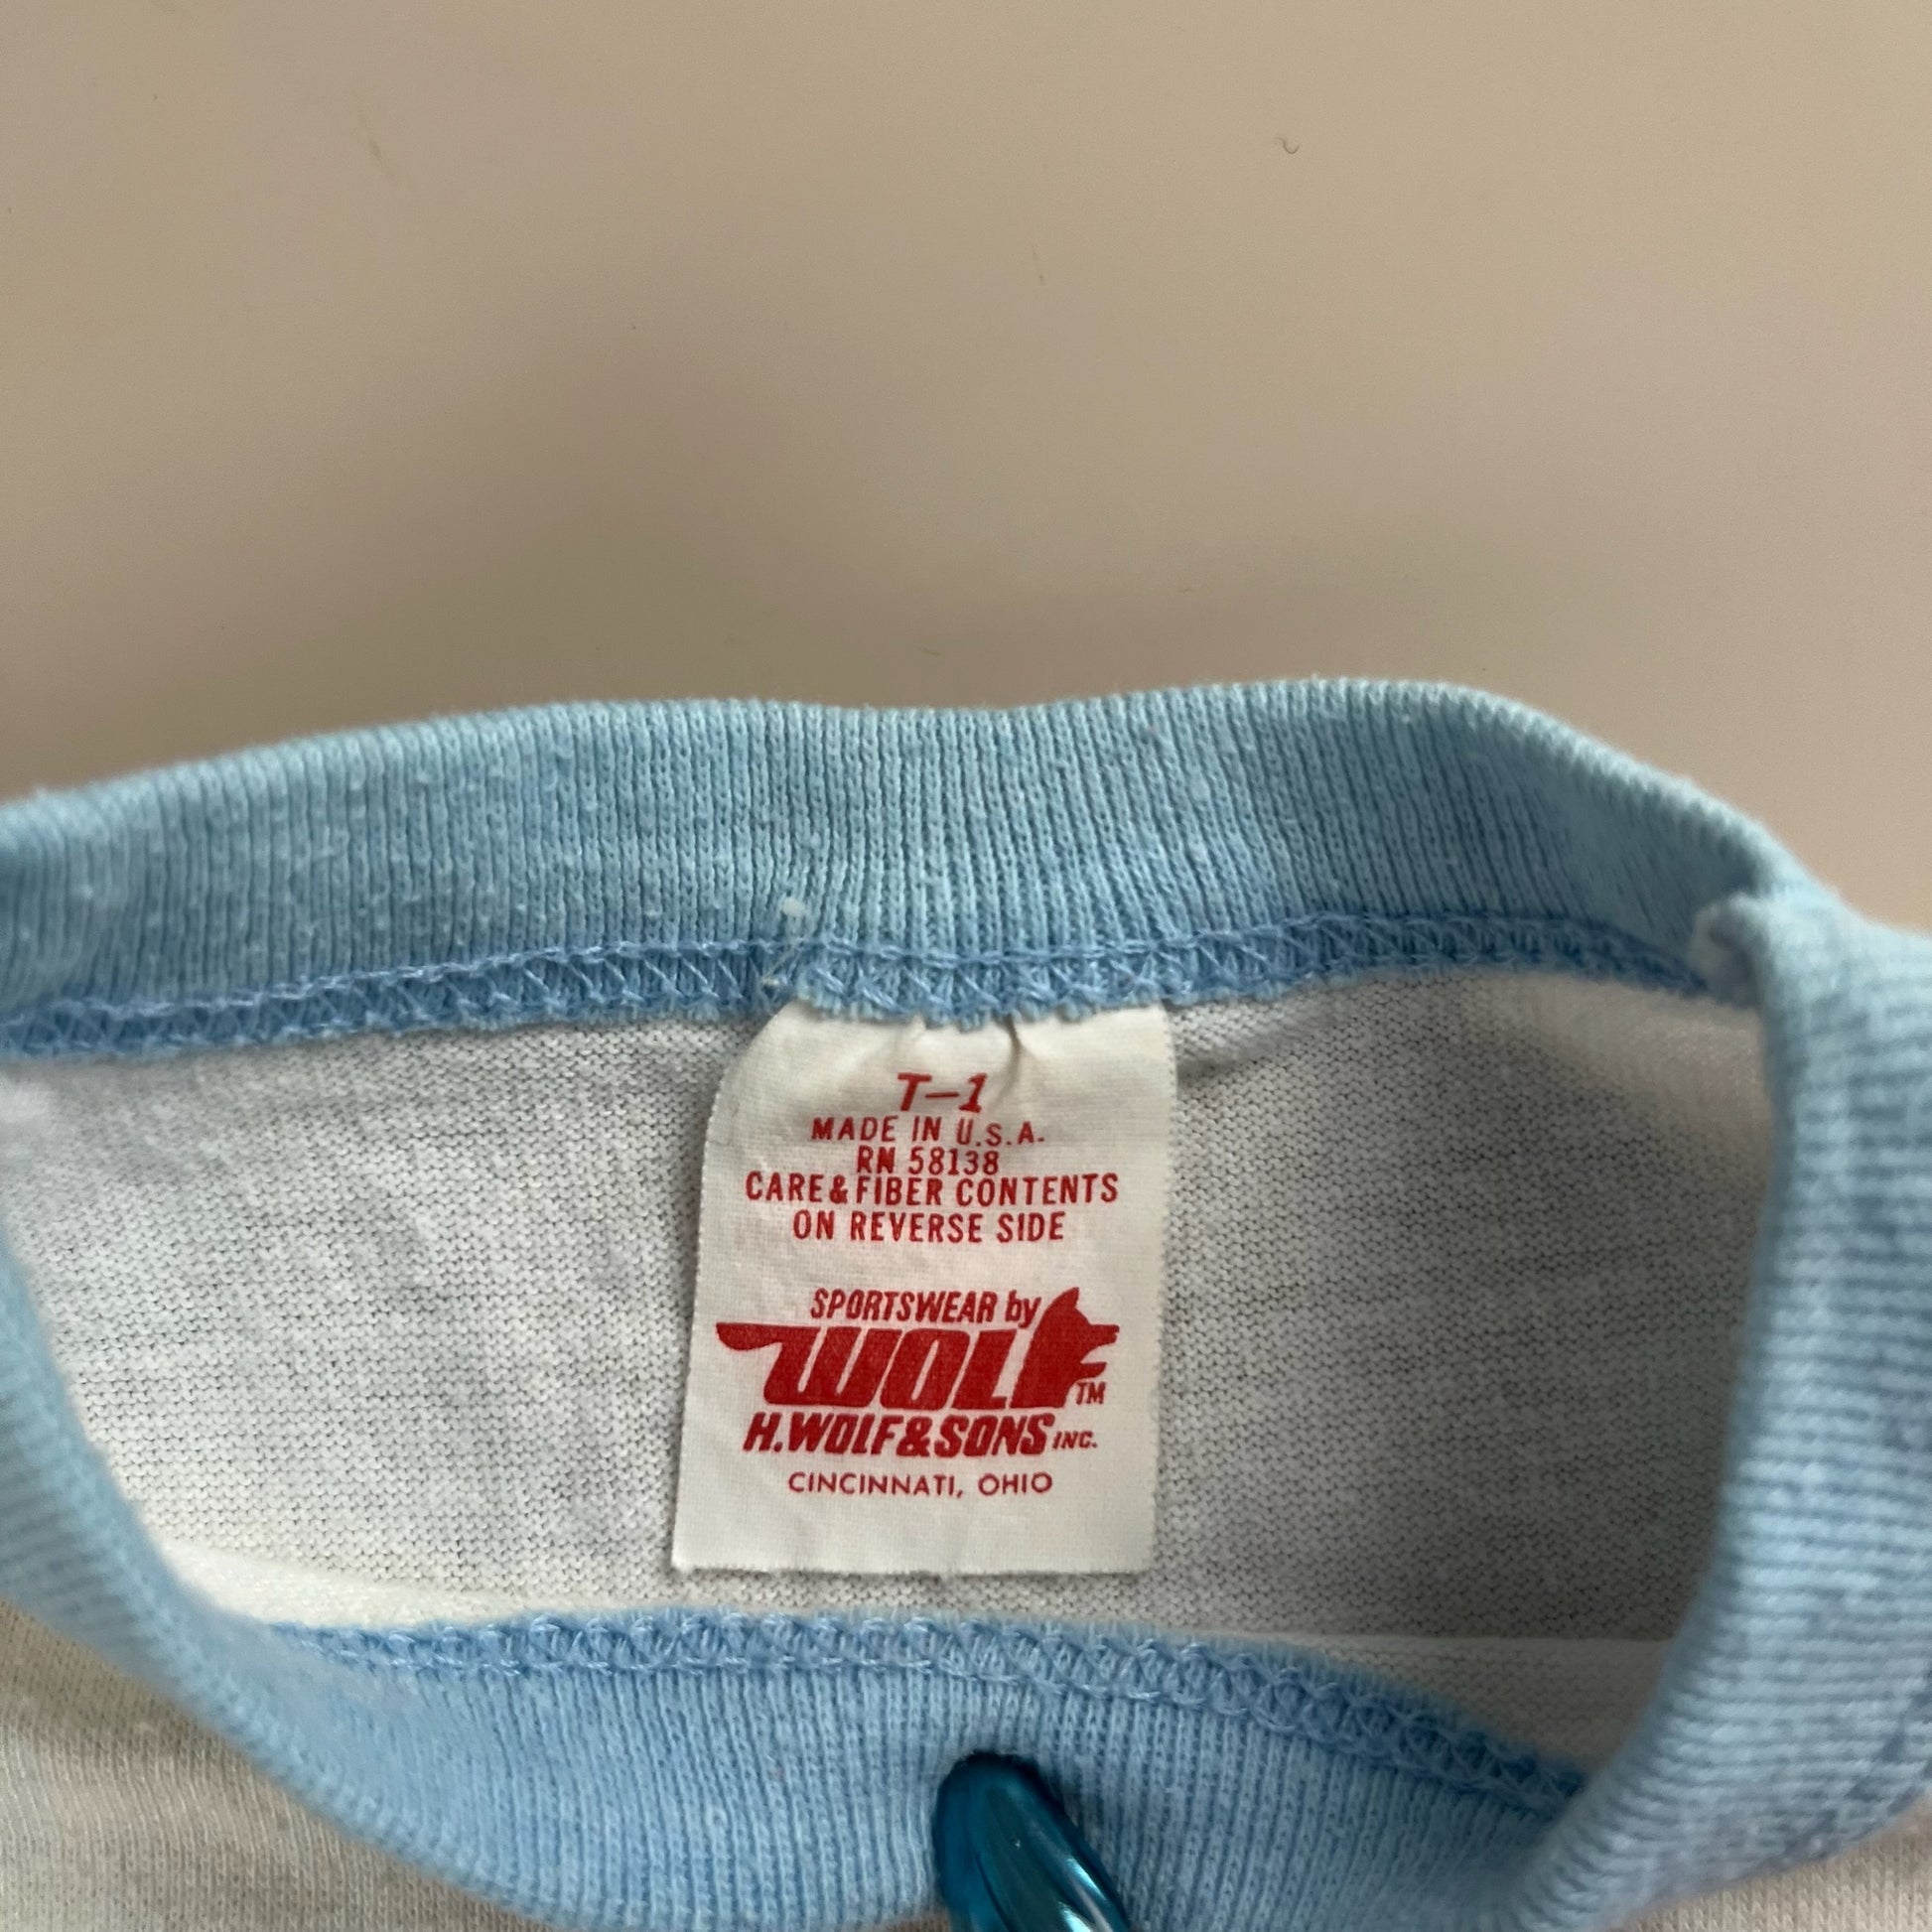 T-1
MADE IN U.S.A.
RN 58138
CARE & FIBER CONTENTS
ON REVERSE SIDE
SPORTSWEAR by
WOLF TM
H. WOLF & SONS INC.
CINCINNATI, OHIO